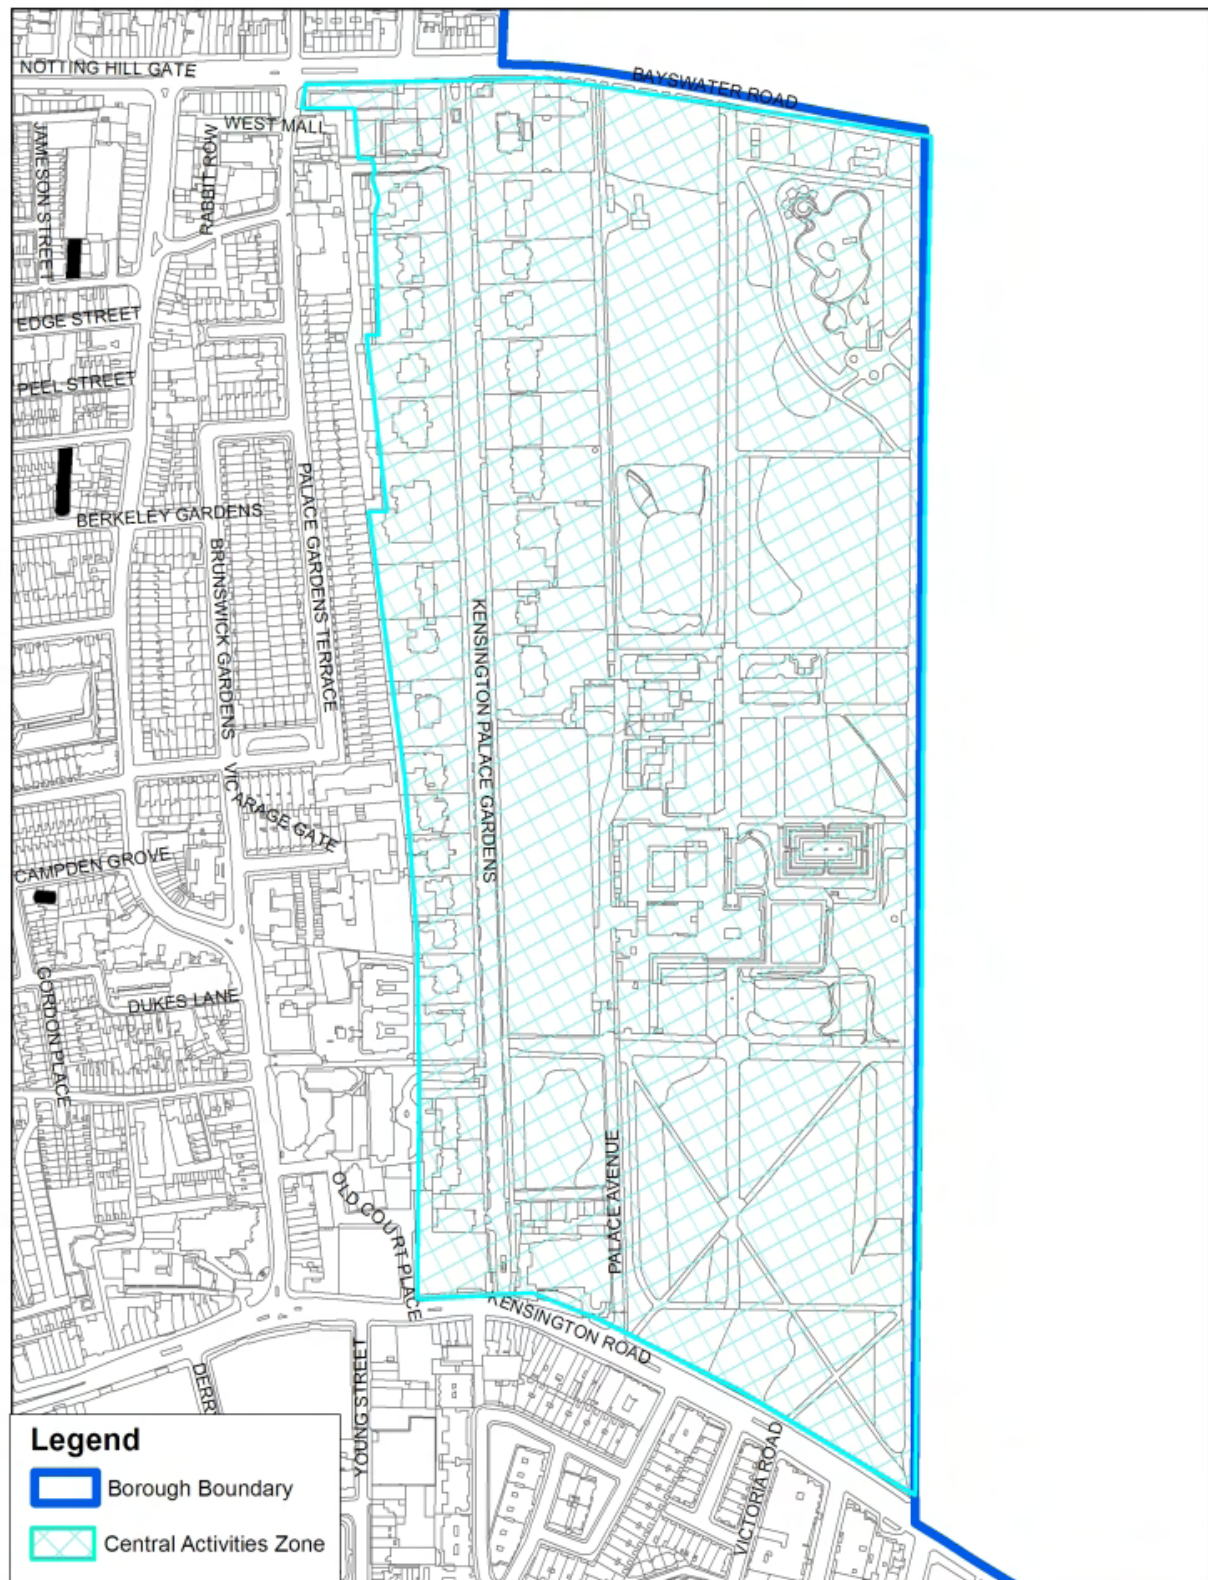 NOTTING HILL GATE
BAYSWATER ROAD
WEST MALL
JAMESON STREET
RABBIT ROW
EDGE STREET
PEEL STREET
PALACE GARDENS TERRACE
BERKELEY GARDENS
BRUNSWICK GARDENS
KENSINGTON PALACE GARDENS
VICARAGE GATE
CAMPDEN GROVE
GORDON PLACE
DUKES LANE
PALACE AVENUE
OLD COURT PLACE
KENSINGTON ROAD
YOUNG STREET
DERR
VICTORIA ROAD
Legend
Borough Boundary
Central Activities Zone